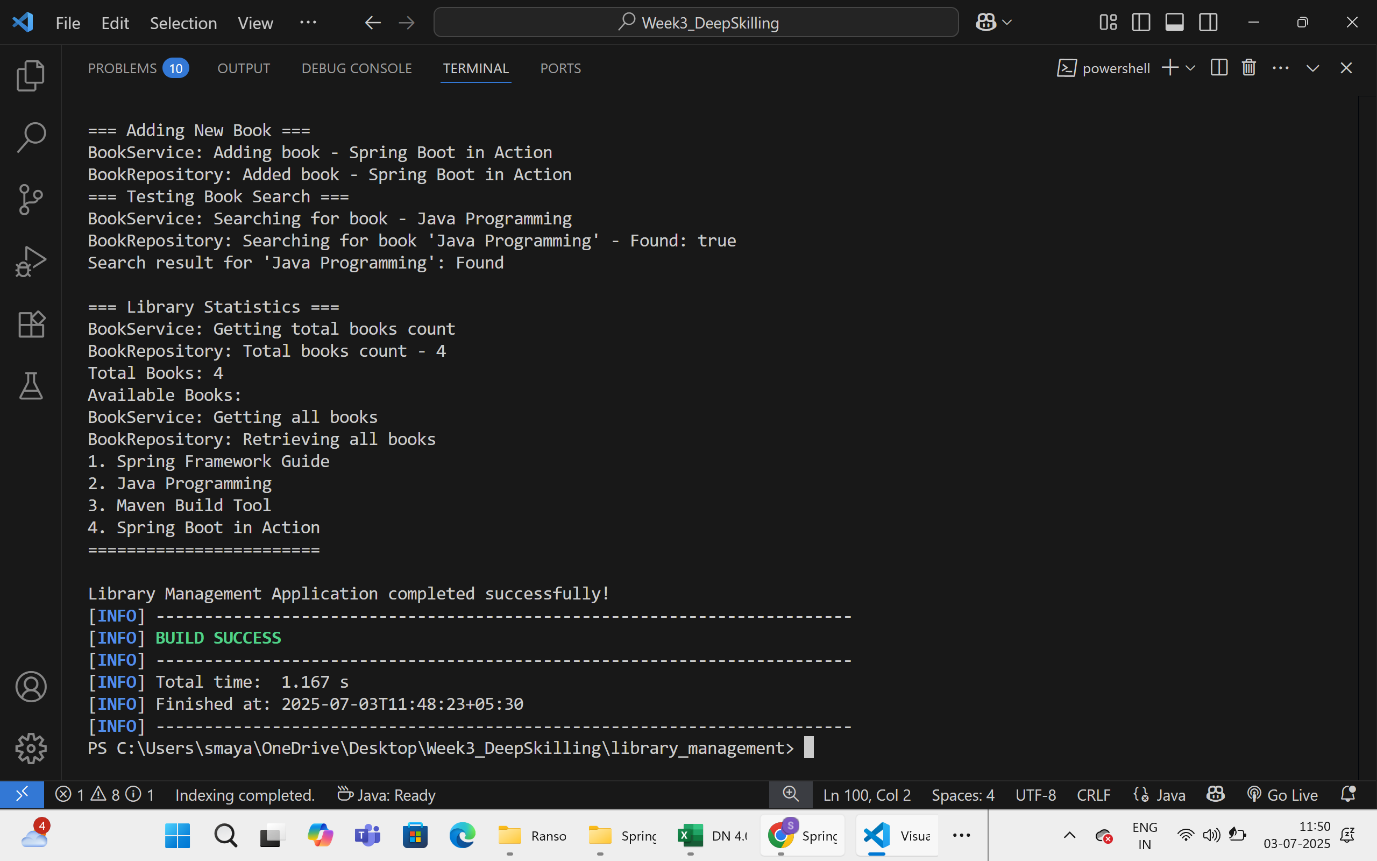 File Edit Selection View ··· Week3_DeepSkilling
PROBLEMS 10 OUTPUT DEBUG CONSOLE TERMINAL PORTS powershell
=== Adding New Book ===
BookService: Adding book - Spring Boot in Action
BookRepository: Added book - Spring Boot in Action
=== Testing Book Search ===
BookService: Searching for book - Java Programming
BookRepository: Searching for book 'Java Programming' - Found: true
Search result for 'Java Programming': Found
=== Library Statistics ===
BookService: Getting total books count
BookRepository: Total books count - 4
Total Books: 4
Available Books:
BookService: Getting all books
BookRepository: Retrieving all books
1. Spring Framework Guide
2. Java Programming
3. Maven Build Tool
4. Spring Boot in Action
========================
Library Management Application completed successfully!
[INFO] ------------------------------------------------------------------------
[INFO] BUILD SUCCESS
[INFO] ------------------------------------------------------------------------
[INFO] Total time:  1.167 s
[INFO] Finished at: 2025-07-03T11:48:23+05:30
[INFO] ------------------------------------------------------------------------
PS C:\Users\smaya\OneDrive\Desktop\Week3_DeepSkilling\library_management>
1 8 1 Indexing completed. Java: Ready Ln 100, Col 2 Spaces: 4 UTF-8 CRLF Java Go Live
4 Ranso Spring DN 4.0 S Spring Visua ENG 11:50
IN 03-07-2025